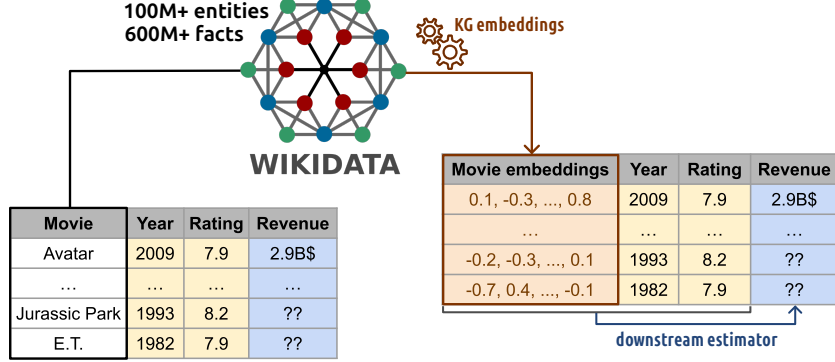 100M+ entities
600M+ facts
KG embeddings
WIKIDATA
Movie Year Rating Revenue
Avatar 2009 7.9 2.9B$
... ... ... ...
Jurassic Park 1993 8.2 ??
E.T. 1982 7.9 ??
Movie embeddings Year Rating Revenue
0.1, -0.3, ..., 0.8 2009 7.9 2.9B$
... ... ... ...
-0.2, -0.3, ..., 0.1 1993 8.2 ??
-0.7, 0.4, ..., -0.1 1982 7.9 ??
downstream estimator